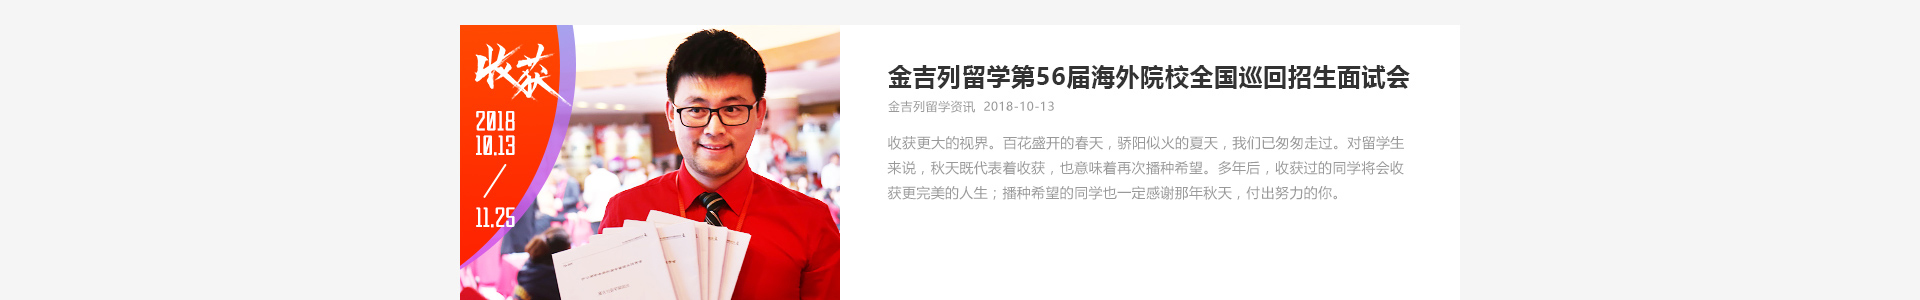 收获
2018
10.13
11.25
金吉列留学第56届海外院校全国巡回招生面试会
金吉列留学资讯 2018-10-13
收获更大的视界。百花盛开的春天，骄阳似火的夏天，我们已匆匆走过。对留学生
来说，秋天既代表着收获，也意味着再次播种希望。多年后，收获过的同学将会收
获更完美的人生；播种希望的同学也一定感谢那年秋天，付出努力的你。